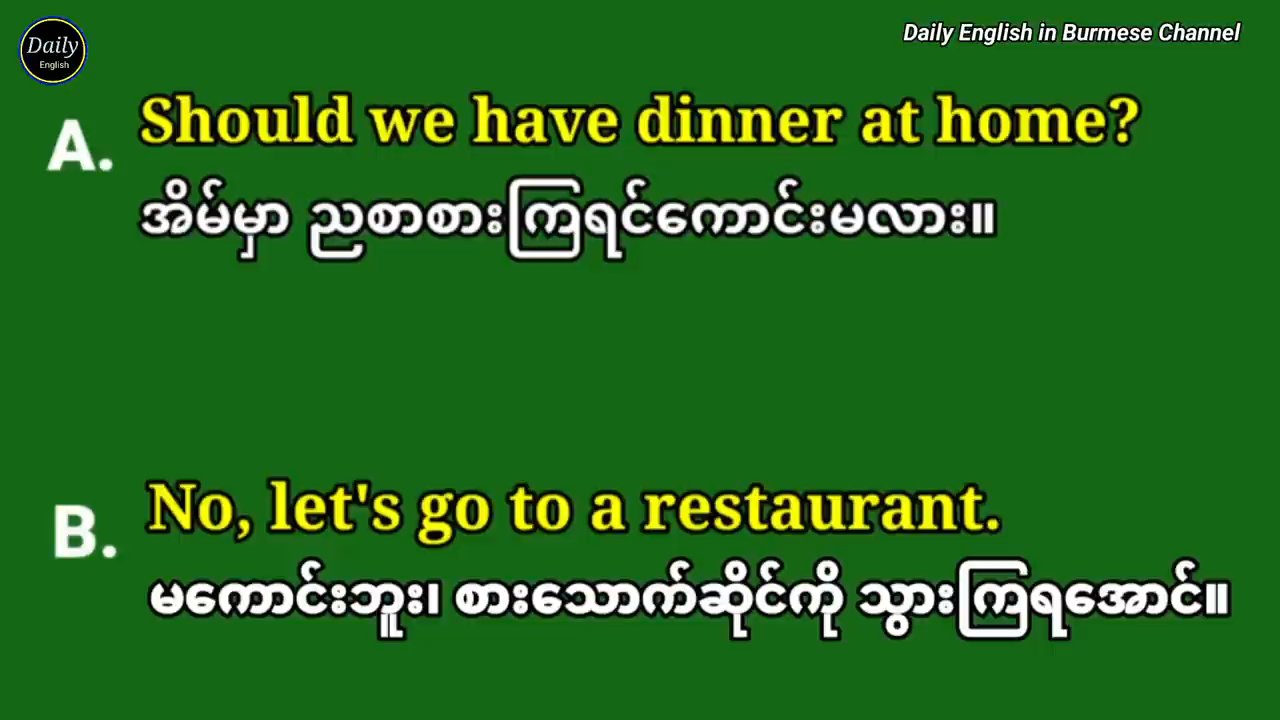 Daily
English
Daily English in Burmese Channel
A. Should we have dinner at home?
အိမ်မှာ ညစာစားကြရင်ကောင်းမလား။
B. No, let's go to a restaurant.
မကောင်းဘူး၊ စားသောက်ဆိုင်ကို သွားကြရအောင်။